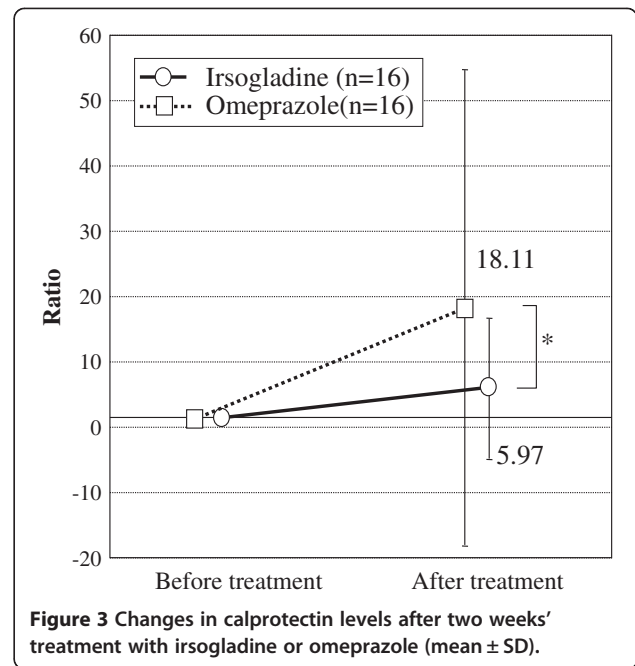 60
50
40
30
20
10
0
-10
-20
Ratio
Irsogladine (n=16)
Omeprazole(n=16)
18.11
*
5.97
Before treatment
After treatment
Figure 3 Changes in calprotectin levels after two weeks’
treatment with irsogladine or omeprazole (mean ± SD).